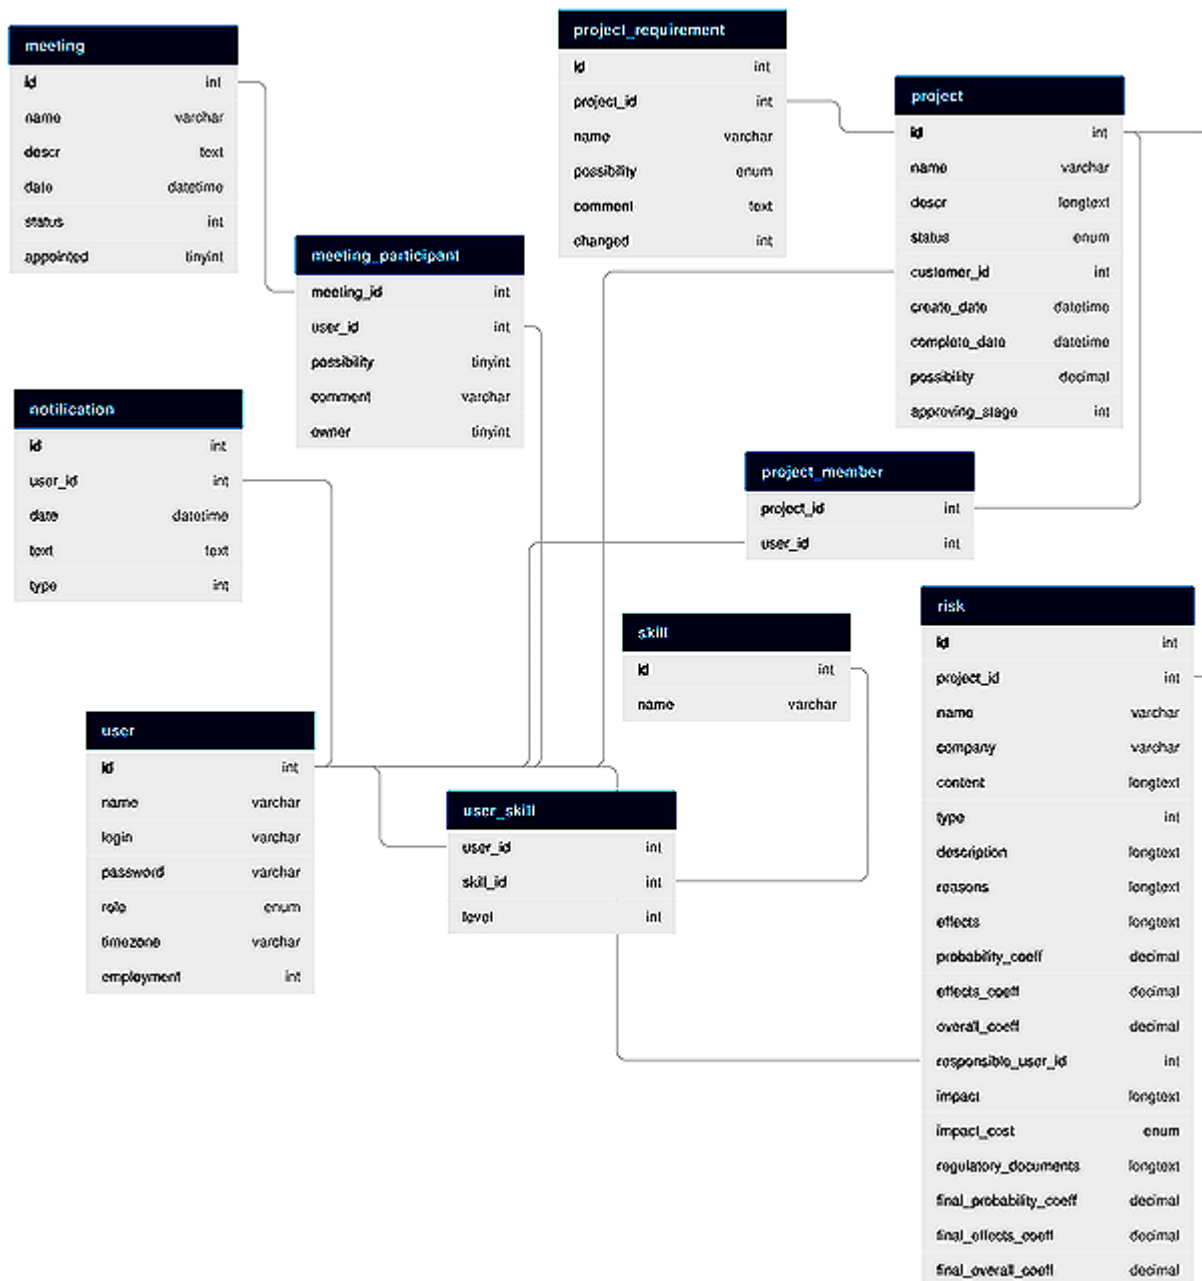 meeting
id int
name varchar
descr text
date datetime
status int
appointed tinyint
project_requirement
id int
project_id int
name varchar
possibility enum
comment text
changed int
project
id int
name varchar
descr longtext
status enum
customer_id int
create_date datetime
complete_date datetime
possibility decimal
approving_stage int
meeting_participant
meeting_id int
user_id int
possibility tinyint
comment varchar
owner tinyint
notification
id int
user_id int
date datetime
text text
type int
project_member
project_id int
user_id int
skill
id int
name varchar
risk
id int
project_id int
name varchar
company varchar
content longtext
type int
description longtext
reasons longtext
effects longtext
probability_coeff decimal
effects_coeff decimal
overall_coeff decimal
responsible_user_id int
impact longtext
impact_cost enum
regulatory_documents longtext
final_probability_coeff decimal
final_effects_coeff decimal
final_overall_coeff decimal
user
id int
name varchar
login varchar
password varchar
role enum
timezone varchar
employment int
user_skill
user_id int
skill_id int
level int